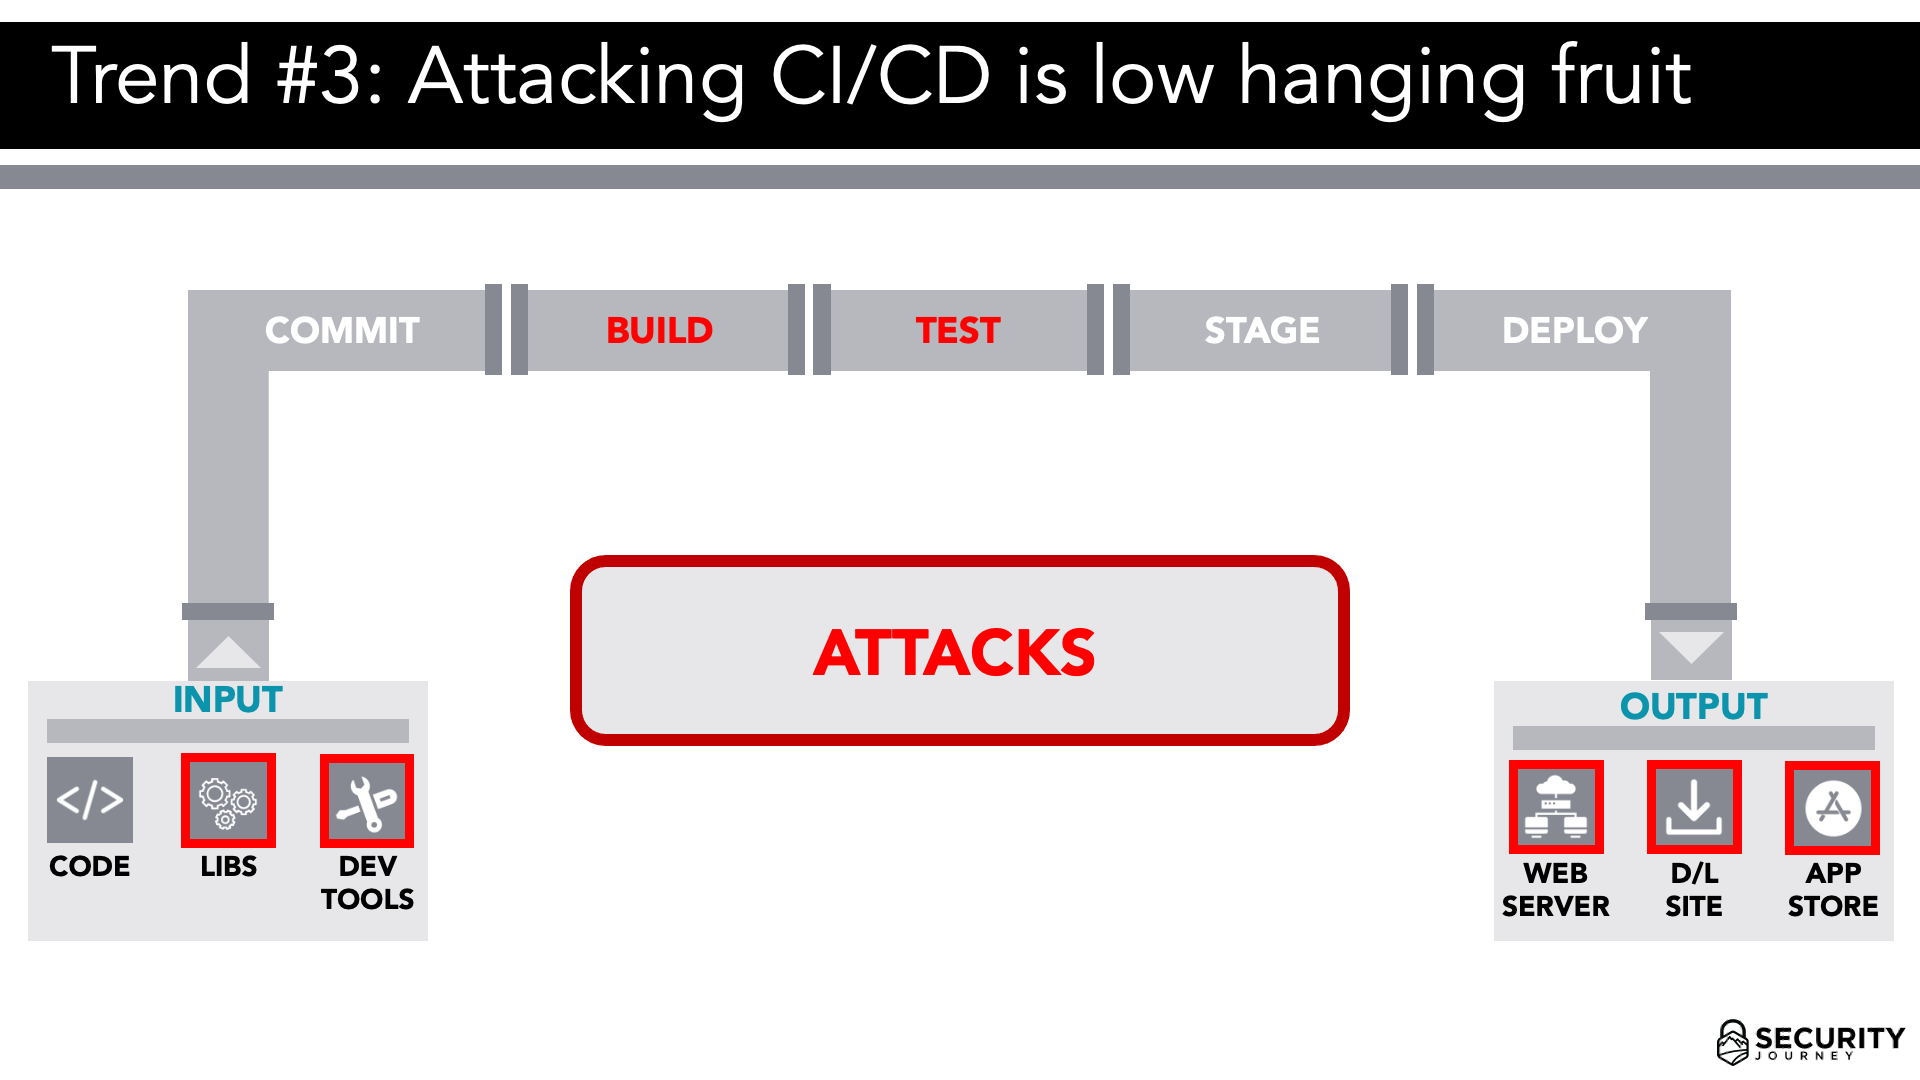 Trend #3: Attacking CI/CD is low hanging fruit
COMMIT
BUILD
TEST
STAGE
DEPLOY
ATTACKS
INPUT
</>
CODE
LIBS
DEV
TOOLS
OUTPUT
WEB
SERVER
D/L
SITE
APP
STORE
SECURITY
JOURNEY